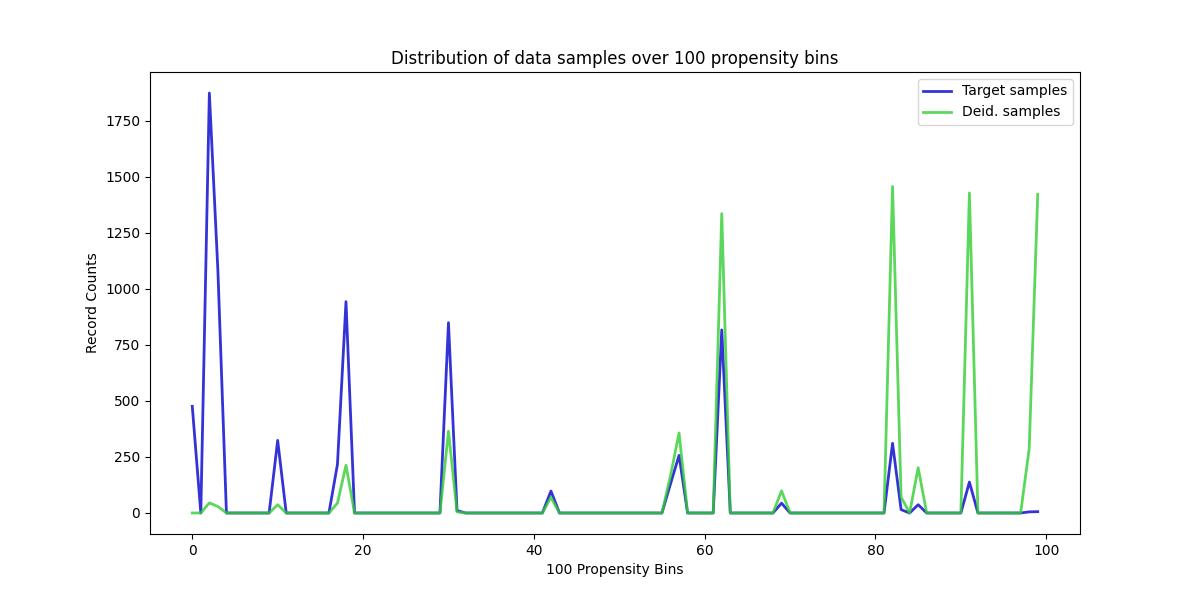 Distribution of data samples over 100 propensity bins
Target samples
Deid. samples
Record Counts
1750
1500
1250
1000
750
500
250
0
0 20 40 60 80 100
100 Propensity Bins